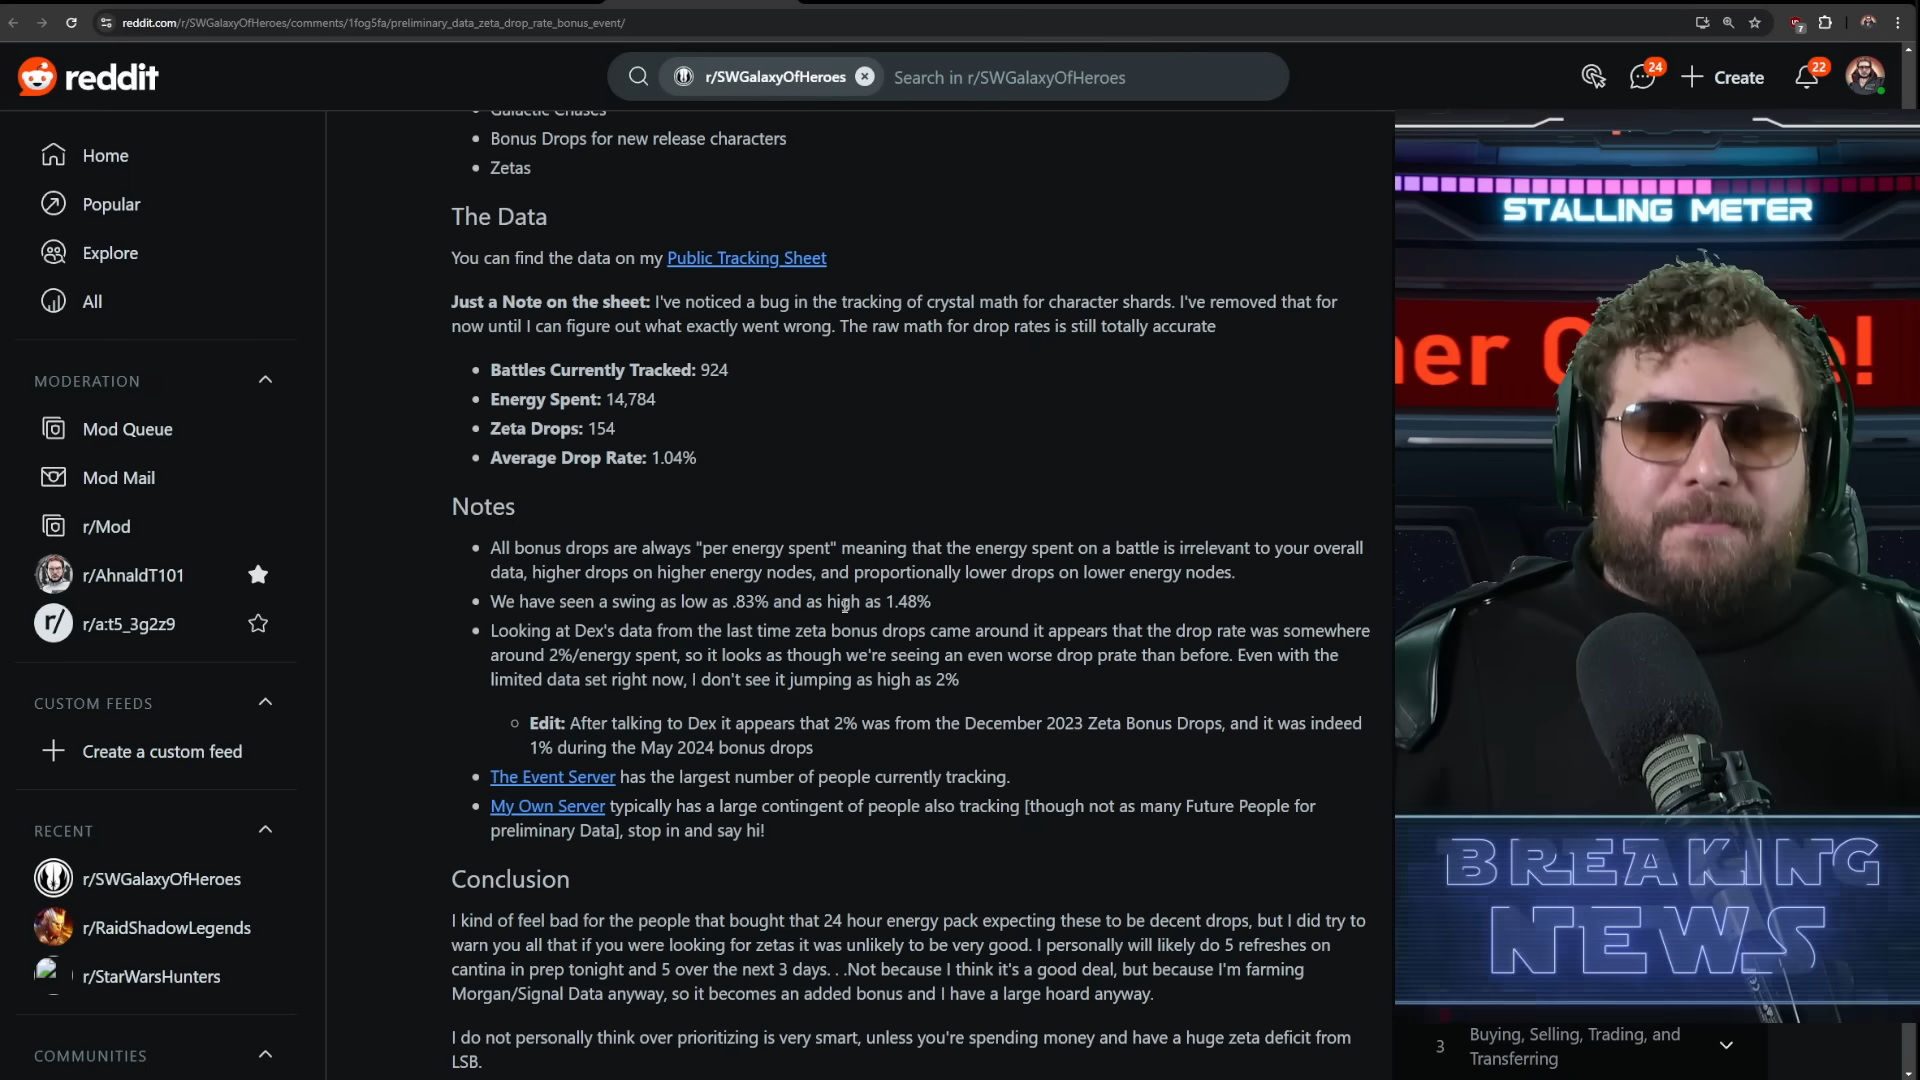 reddit.com/r/SWGalaxyOfHeroes/comments/1fog5fa/preliminary_data_zeta_drop_rate_bonus_event/
7
reddit
r/SWGalaxyOfHeroes
Search in r/SWGalaxyOfHeroes
24
Create
22
Home
Popular
Explore
All
MODERATION
Mod Queue
Mod Mail
r/Mod
r/AhnaldT101
r/ r/a:t5_3g2z9
CUSTOM FEEDS
Create a custom feed
RECENT
r/SWGalaxyOfHeroes
r/RaidShadowLegends
r/StarWarsHunters
COMMUNITIES
Galactic Chases
• Bonus Drops for new release characters
• Zetas
The Data
You can find the data on my Public Tracking Sheet
Just a Note on the sheet: I've noticed a bug in the tracking of crystal math for character shards. I've removed that for
now until I can figure out what exactly went wrong. The raw math for drop rates is still totally accurate
• Battles Currently Tracked: 924
• Energy Spent: 14,784
• Zeta Drops: 154
• Average Drop Rate: 1.04%
Notes
• All bonus drops are always "per energy spent" meaning that the energy spent on a battle is irrelevant to your overall
data, higher drops on higher energy nodes, and proportionally lower drops on lower energy nodes.
• We have seen a swing as low as .83% and as high as 1.48%
• Looking at Dex's data from the last time zeta bonus drops came around it appears that the drop rate was somewhere
around 2%/energy spent, so it looks as though we're seeing an even worse drop prate than before. Even with the
limited data set right now, I don't see it jumping as high as 2%
○ Edit: After talking to Dex it appears that 2% was from the December 2023 Zeta Bonus Drops, and it was indeed
1% during the May 2024 bonus drops
• The Event Server has the largest number of people currently tracking.
• My Own Server typically has a large contingent of people also tracking [though not as many Future People for
preliminary Data], stop in and say hi!
Conclusion
I kind of feel bad for the people that bought that 24 hour energy pack expecting these to be decent drops, but I did try to
warn you all that if you were looking for zetas it was unlikely to be very good. I personally will likely do 5 refreshes on
cantina in prep tonight and 5 over the next 3 days. . .Not because I think it's a good deal, but because I'm farming
Morgan/Signal Data anyway, so it becomes an added bonus and I have a large hoard anyway.
I do not personally think over prioritizing is very smart, unless you're spending money and have a huge zeta deficit from
LSB.
STALLING METER
BREAKING
NEWS
3
Buying, Selling, Trading, and
Transferring